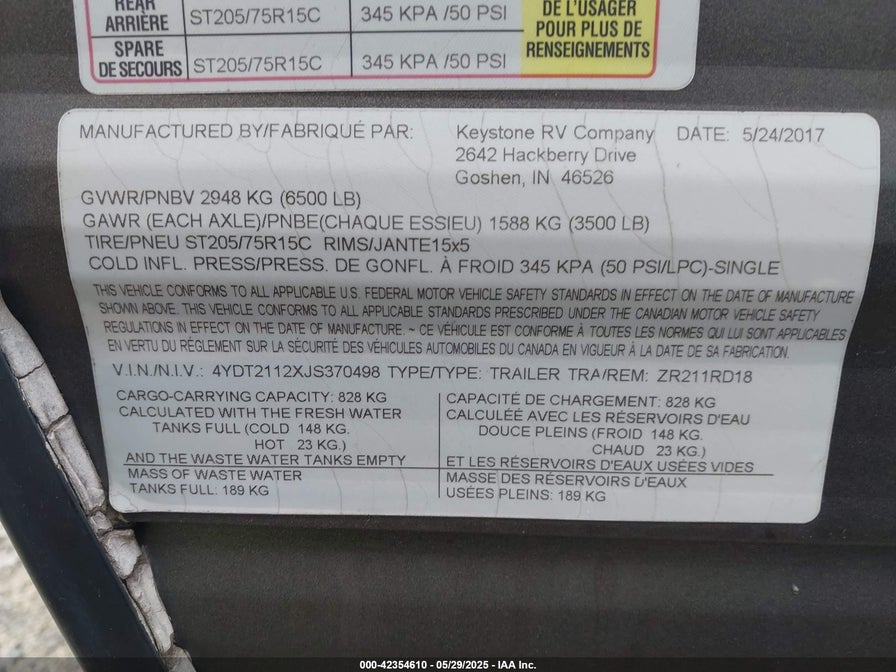 REAR
ARRIÈRE
ST205/75R15C
345 KPA /50 PSI
SPARE
DE SECOURS
ST205/75R15C
345 KPA /50 PSI
DE L'USAGER
POUR PLUS DE
RENSEIGNEMENTS
MANUFACTURED BY/FABRIQUÉ PAR: Keystone RV Company DATE: 5/24/2017
2642 Hackberry Drive
Goshen, IN 46526
GVWR/PNBV 2948 KG (6500 LB)
GAWR (EACH AXLE)/PNBE(CHAQUE ESSIEU) 1588 KG (3500 LB)
TIRE/PNEU ST205/75R15C RIMS/JANTE15x5
COLD INFL. PRESS/PRESS. DE GONFL. À FROID 345 KPA (50 PSI/LPC)-SINGLE
THIS VEHICLE CONFORMS TO ALL APPLICABLE U.S. FEDERAL MOTOR VEHICLE SAFETY STANDARDS IN EFFECT ON THE DATE OF MANUFACTURE
SHOWN ABOVE. THIS VEHICLE CONFORMS TO ALL APPLICABLE STANDARDS PRESCRIBED UNDER THE CANADIAN MOTOR VEHICLE SAFETY
REGULATIONS IN EFFECT ON THE DATE OF MANUFACTURE. ~ CE VÉHICULE EST CONFORME À TOUTES LES NORMES QUI LUI SONT APPLICABLES
EN VERTU DU RÉGLEMENT SUR LA SÉCURITÉ DES VÉHICULES AUTOMOBILES DU CANADA EN VIGUEUR À LA DATE DE SA FABRICATION.
V.I.N./N.I.V.: 4YDT2112XJS370498 TYPE/TYPE: TRAILER TRA/REM: ZR211RD18
CARGO-CARRYING CAPACITY: 828 KG
CALCULATED WITH THE FRESH WATER
TANKS FULL (COLD 148 KG.
HOT 23 KG.)
AND THE WASTE WATER TANKS EMPTY
MASS OF WASTE WATER
TANKS FULL: 189 KG
CAPACITÉ DE CHARGEMENT: 828 KG
CALCULÉE AVEC LES RÉSERVOIRS D'EAU
DOUCE PLEINS (FROID 148 KG.
CHAUD 23 KG.)
ET LES RÉSERVOIRS D'EAUX USÉES VIDES
MASSE DES RÉSERVOIRS D'EAUX
USÉES PLEINS: 189 KG
000-42354610 - 05/29/2025 - IAA Inc.